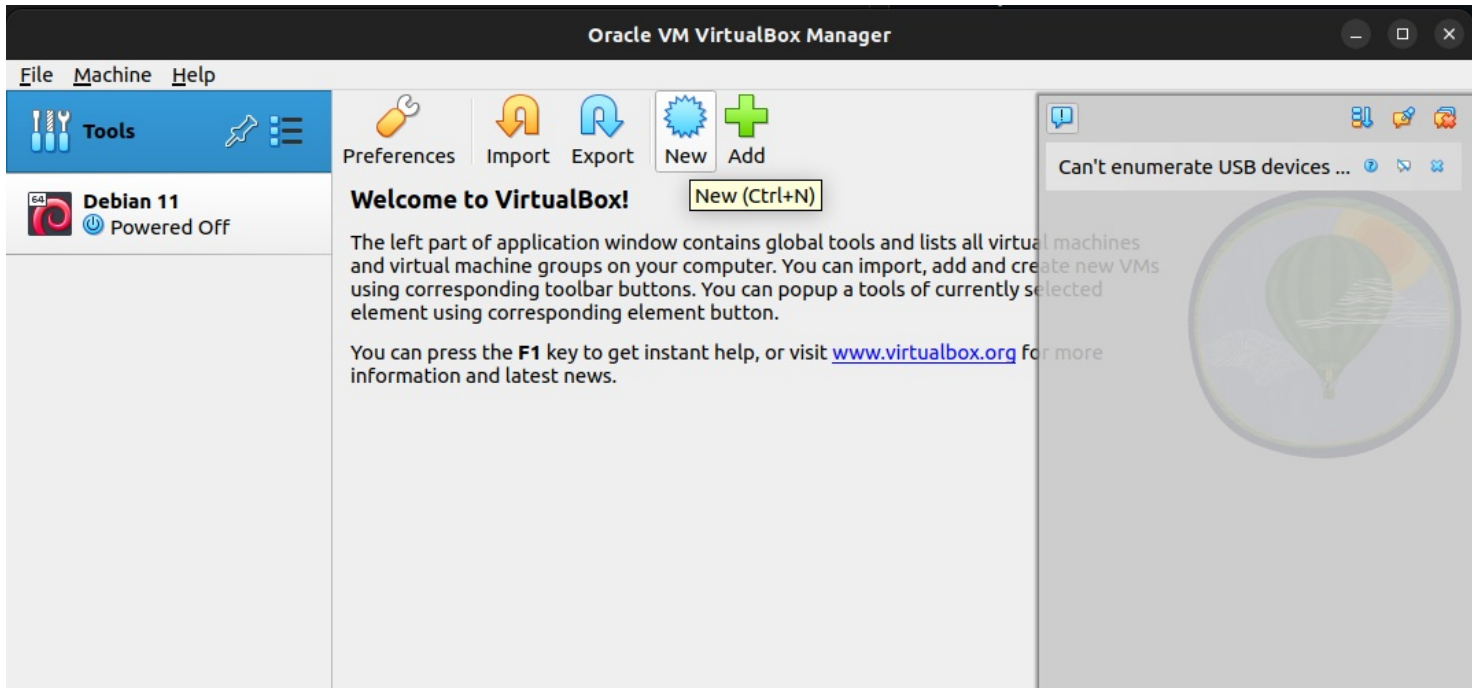 Oracle VM VirtualBox Manager
File Machine Help
Tools
Preferences Import Export New Add
New (Ctrl+N)
Can't enumerate USB devices ...
64
Debian 11
Powered Off
Welcome to VirtualBox!
The left part of application window contains global tools and lists all virtual machines
and virtual machine groups on your computer. You can import, add and create new VMs
using corresponding toolbar buttons. You can popup a tools of currently selected
element using corresponding element button.
You can press the F1 key to get instant help, or visit www.virtualbox.org for more
information and latest news.